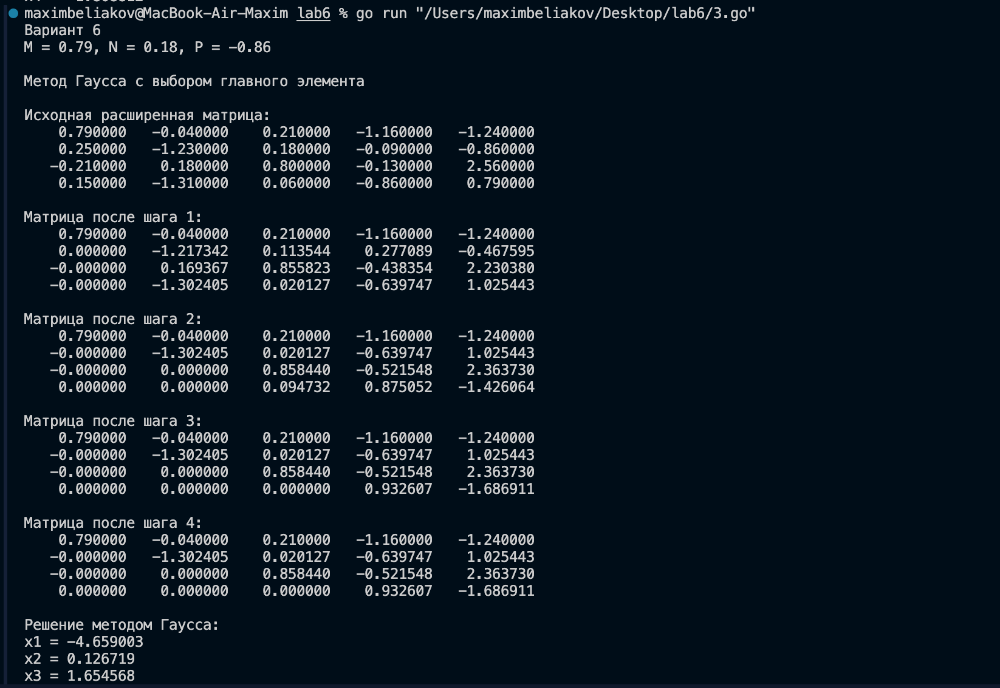 maximbeliakov@MacBook-Air-Maxim lab6 % go run "/Users/maximbeliakov/Desktop/lab6/3.go"
Вариант 6
M = 0.79, N = 0.18, P = -0.86
Метод Гаусса с выбором главного элемента
Исходная расширенная матрица:
0.790000 -0.040000 0.210000 -1.160000 -1.240000
0.250000 -1.230000 0.180000 -0.090000 -0.860000
-0.210000 0.180000 0.800000 -0.130000 2.560000
0.150000 -1.310000 0.060000 -0.860000 0.790000
Матрица после шага 1:
0.790000 -0.040000 0.210000 -1.160000 -1.240000
0.000000 -1.217342 0.113544 0.277089 -0.467595
-0.000000 0.169367 0.855823 -0.438354 2.230380
-0.000000 -1.302405 0.020127 -0.639747 1.025443
Матрица после шага 2:
0.790000 -0.040000 0.210000 -1.160000 -1.240000
-0.000000 -1.302405 0.020127 -0.639747 1.025443
-0.000000 0.000000 0.858440 -0.521548 2.363730
0.000000 0.000000 0.094732 0.875052 -1.426064
Матрица после шага 3:
0.790000 -0.040000 0.210000 -1.160000 -1.240000
-0.000000 -1.302405 0.020127 -0.639747 1.025443
-0.000000 0.000000 0.858440 -0.521548 2.363730
0.000000 0.000000 0.000000 0.932607 -1.686911
Матрица после шага 4:
0.790000 -0.040000 0.210000 -1.160000 -1.240000
-0.000000 -1.302405 0.020127 -0.639747 1.025443
-0.000000 0.000000 0.858440 -0.521548 2.363730
0.000000 0.000000 0.000000 0.932607 -1.686911
Решение методом Гаусса:
x1 = -4.659003
x2 = 0.126719
x3 = 1.654568